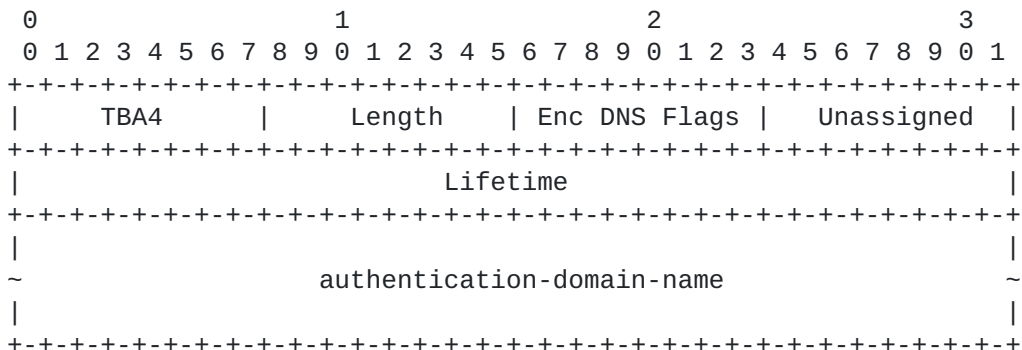 0                   1                   2                   3
 0 1 2 3 4 5 6 7 8 9 0 1 2 3 4 5 6 7 8 9 0 1 2 3 4 5 6 7 8 9 0 1
+-+-+-+-+-+-+-+-+-+-+-+-+-+-+-+-+-+-+-+-+-+-+-+-+-+-+-+-+-+-+-+-+
|     TBA4      |     Length    | Enc DNS Flags |   Unassigned  |
+-+-+-+-+-+-+-+-+-+-+-+-+-+-+-+-+-+-+-+-+-+-+-+-+-+-+-+-+-+-+-+-+
|                           Lifetime                            |
+-+-+-+-+-+-+-+-+-+-+-+-+-+-+-+-+-+-+-+-+-+-+-+-+-+-+-+-+-+-+-+-+
|                                                               |
~                   authentication-domain-name                  ~
|                                                               |
+-+-+-+-+-+-+-+-+-+-+-+-+-+-+-+-+-+-+-+-+-+-+-+-+-+-+-+-+-+-+-+-+